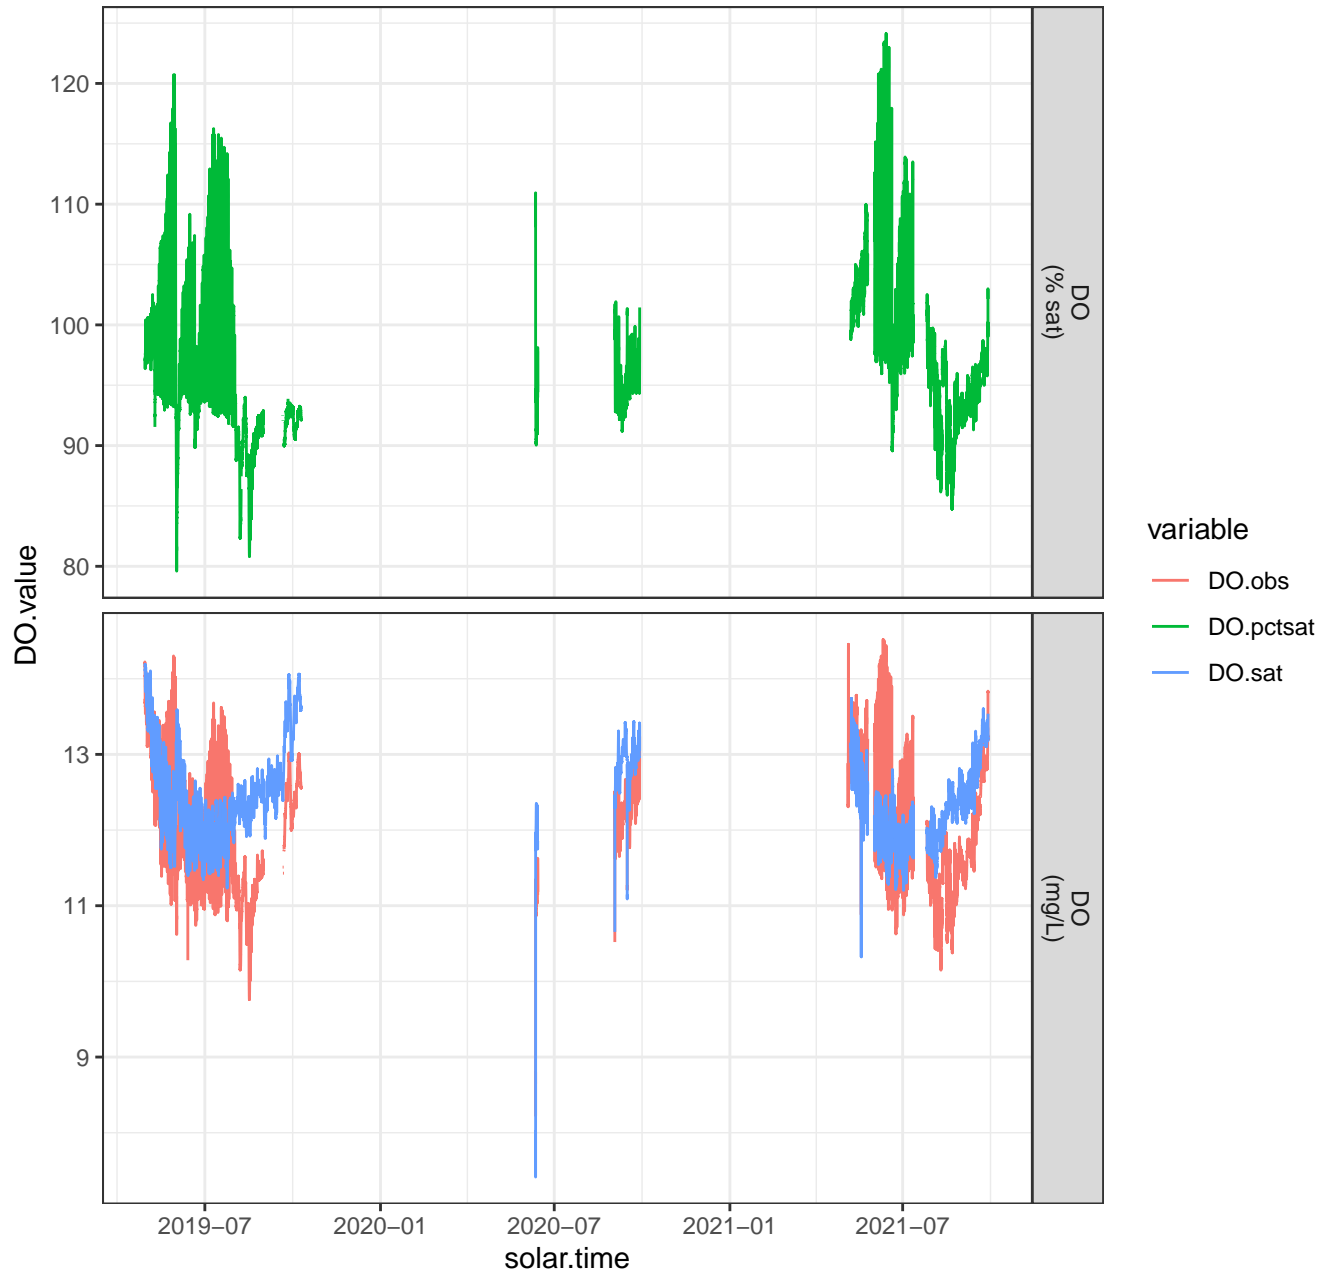 120
110
100
90
80
DO
(% sat)
DO.value
13
11
9
DO
(mg/L)
2019−07
2020−01
2020−07
2021−01
2021−07
solar.time
variable
DO.obs
DO.pctsat
DO.sat